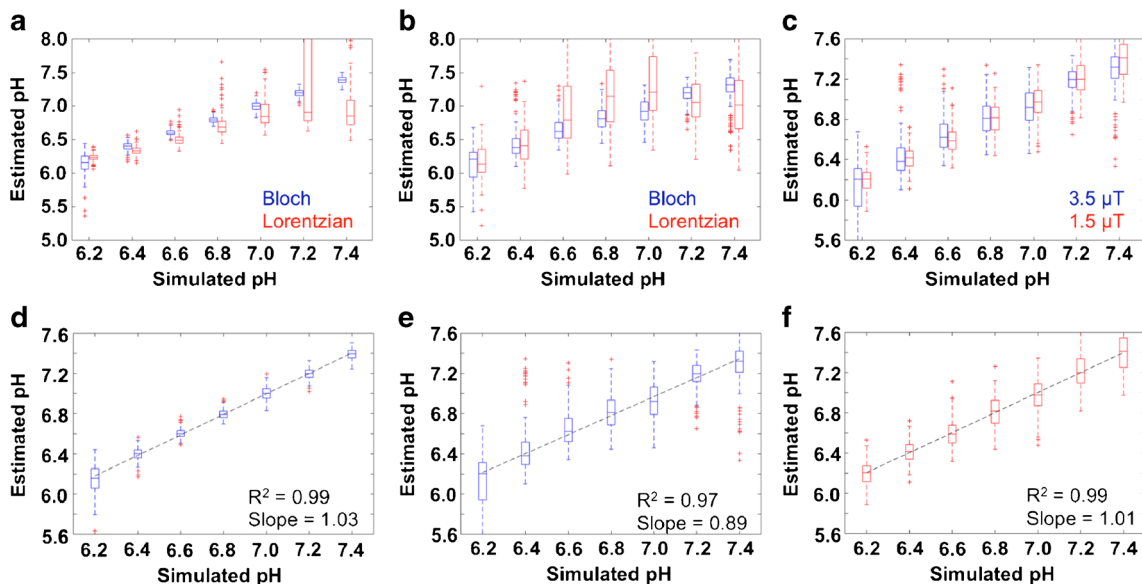 a
8.0
7.5
7.0
6.5
6.0
5.5
5.0
Estimated pH
6.2 6.4 6.6 6.8 7.0 7.2 7.4
Simulated pH
Bloch
Lorentzian
b
8.0
7.5
7.0
6.5
6.0
5.5
5.0
Estimated pH
6.2 6.4 6.6 6.8 7.0 7.2 7.4
Simulated pH
Bloch
Lorentzian
c
7.6
7.2
6.8
6.4
6.0
5.6
Estimated pH
6.2 6.4 6.6 6.8 7.0 7.2 7.4
Simulated pH
3.5 μT
1.5 μT
d
7.6
7.2
6.8
6.4
6.0
5.6
Estimated pH
6.2 6.4 6.6 6.8 7.0 7.2 7.4
Simulated pH
R² = 0.99
Slope = 1.03
e
7.6
7.2
6.8
6.4
6.0
5.6
Estimated pH
6.2 6.4 6.6 6.8 7.0 7.2 7.4
Simulated pH
R² = 0.97
Slope = 0.89
f
7.6
7.2
6.8
6.4
6.0
5.6
Estimated pH
6.2 6.4 6.6 6.8 7.0 7.2 7.4
Simulated pH
R² = 0.99
Slope = 1.01